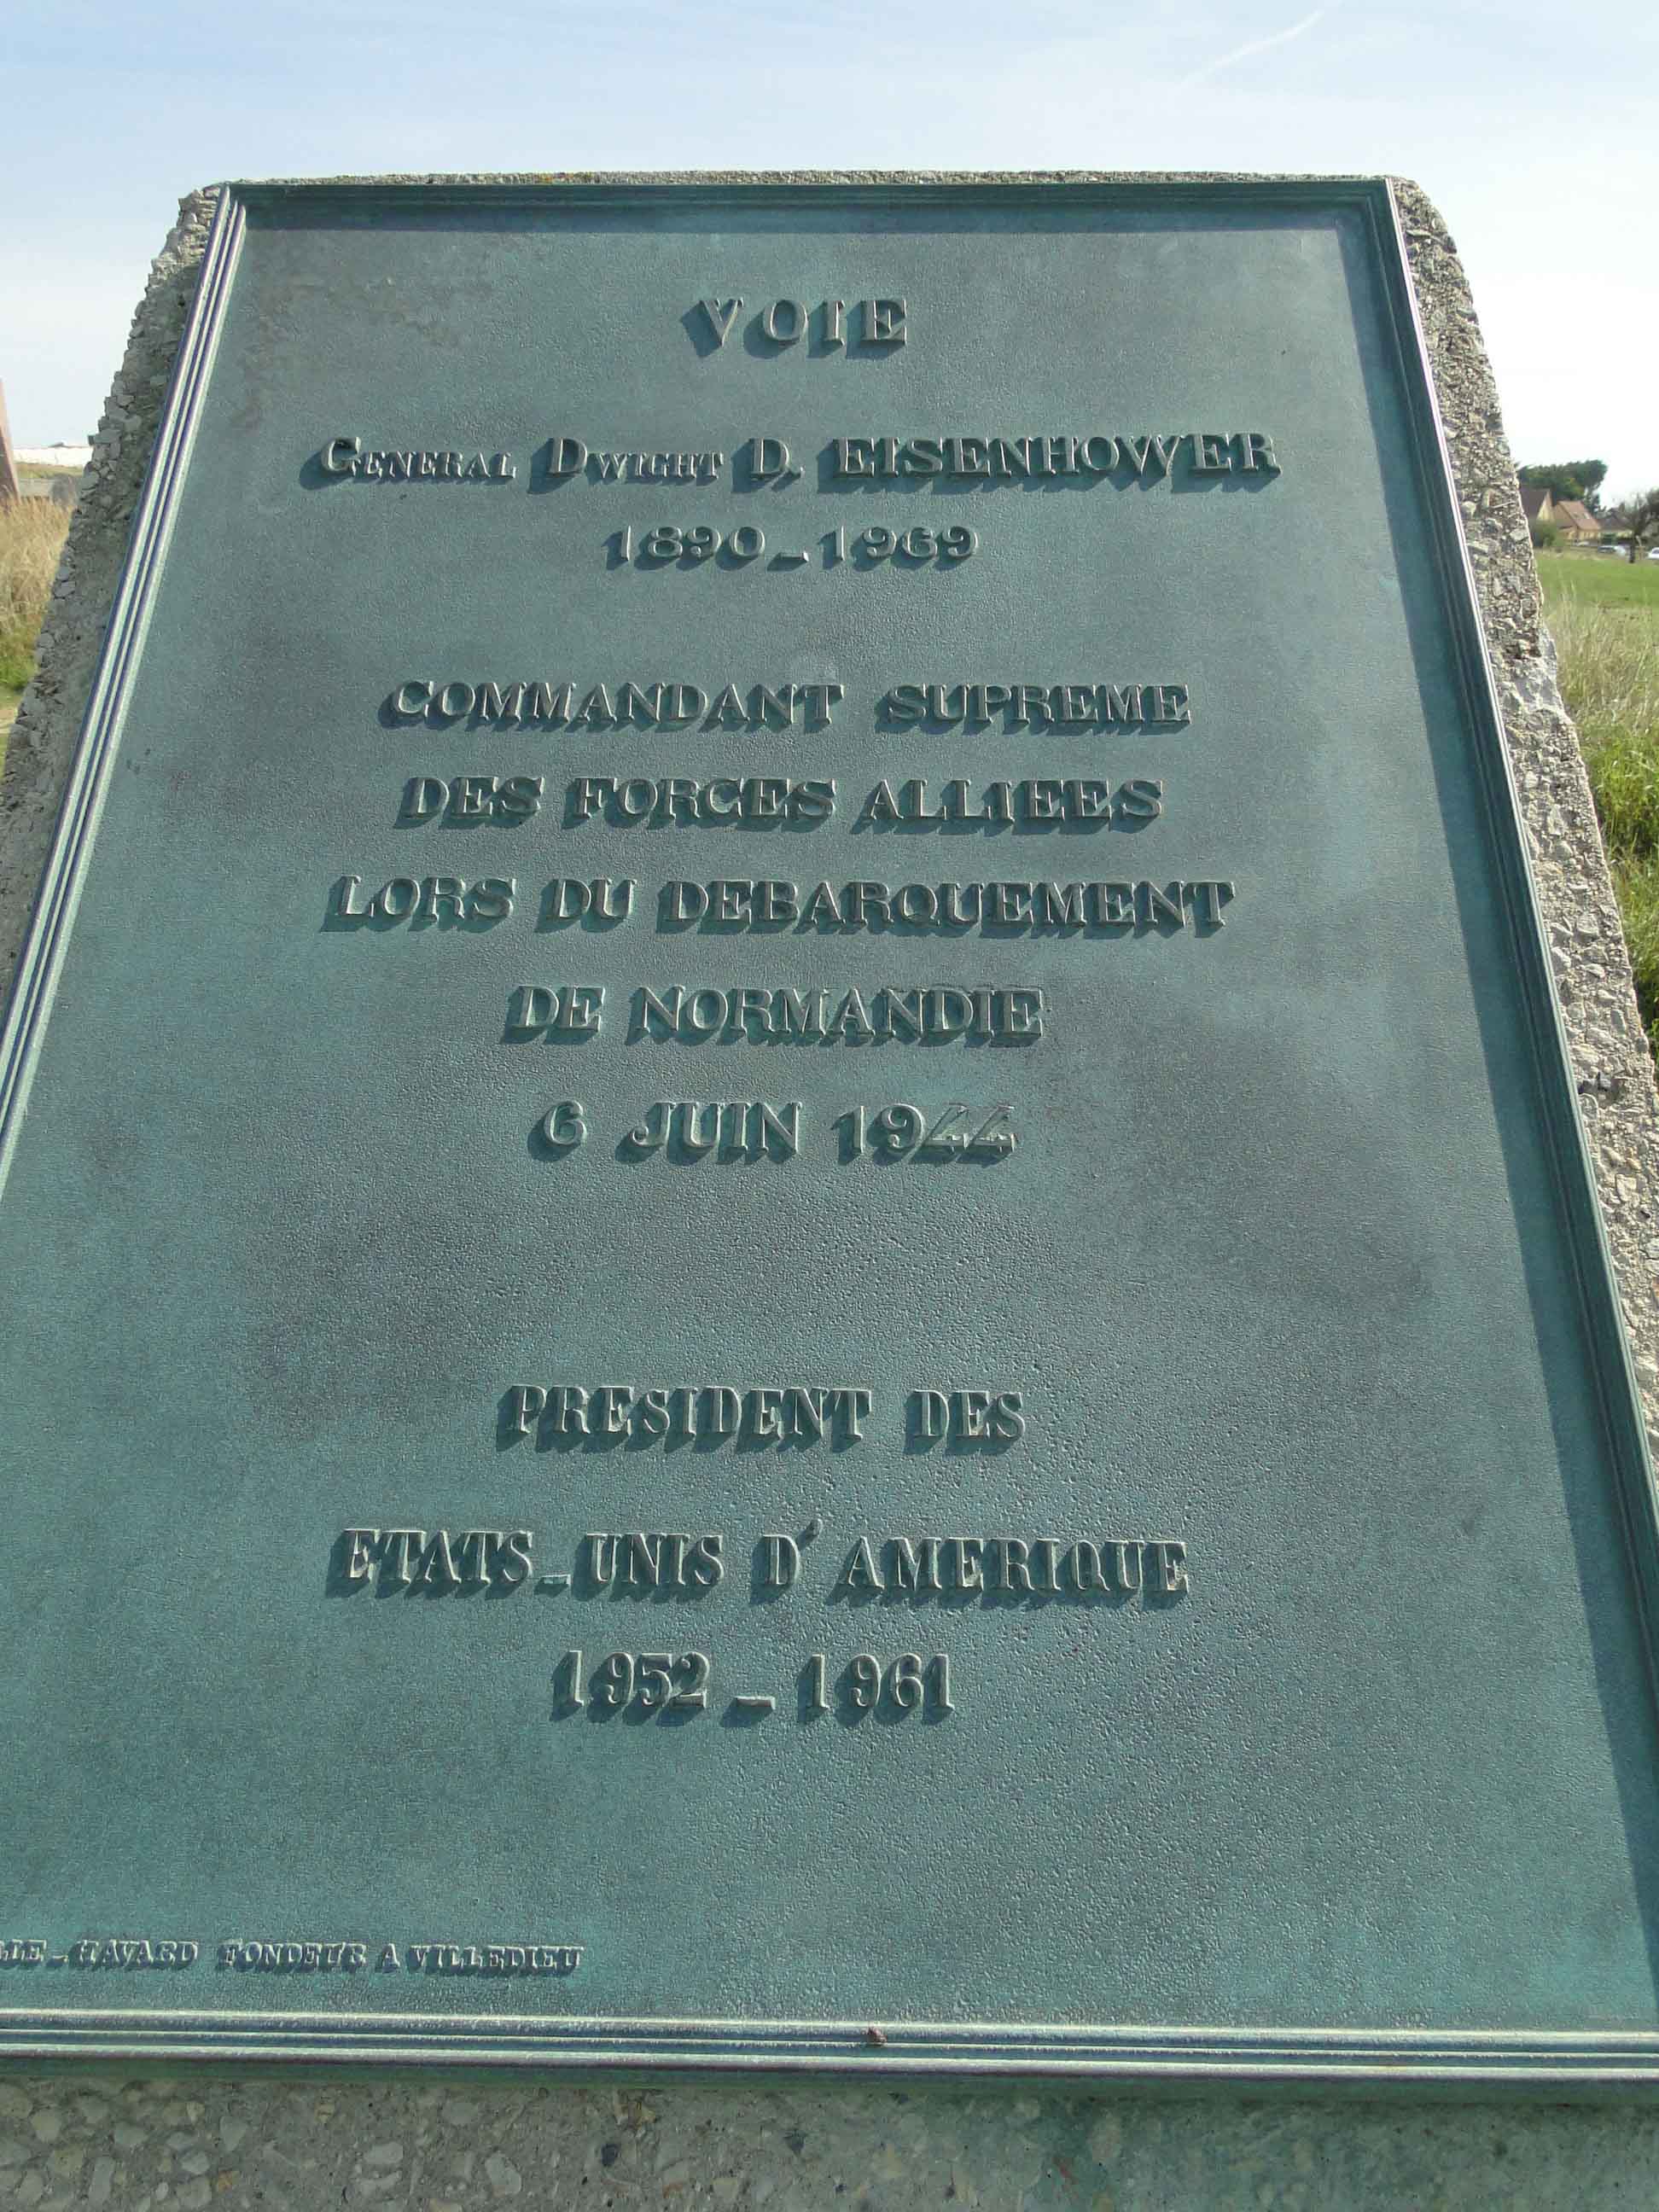 VOIE
GENERAL DWIGHT D. EISENHOWER
1890_1969
COMMANDANT SUPREME
DES FORCES ALLIEES
LORS DU DEBARQUEMENT
DE NORMANDIE
6 JUIN 1944
PRESIDENT DES
ETATS_UNIS D'AMERIQUE
1952_1961
HAVARD FONDEUR A VILLEDIEU